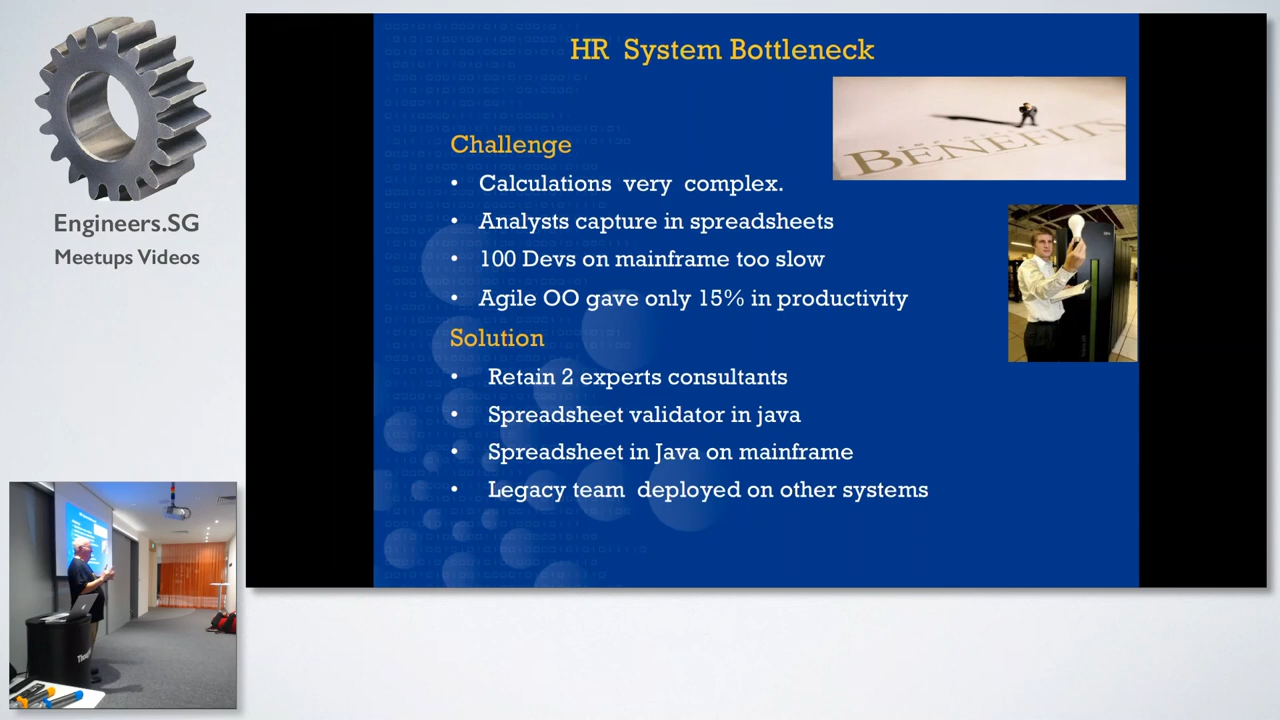 Engineers.SG
Meetups Videos
HR System Bottleneck
BENEFITS
Challenge
• Calculations very complex.
• Analysts capture in spreadsheets
• 100 Devs on mainframe too slow
• Agile OO gave only 15% in productivity
Solution
• Retain 2 experts consultants
• Spreadsheet validator in java
• Spreadsheet in Java on mainframe
• Legacy team deployed on other systems